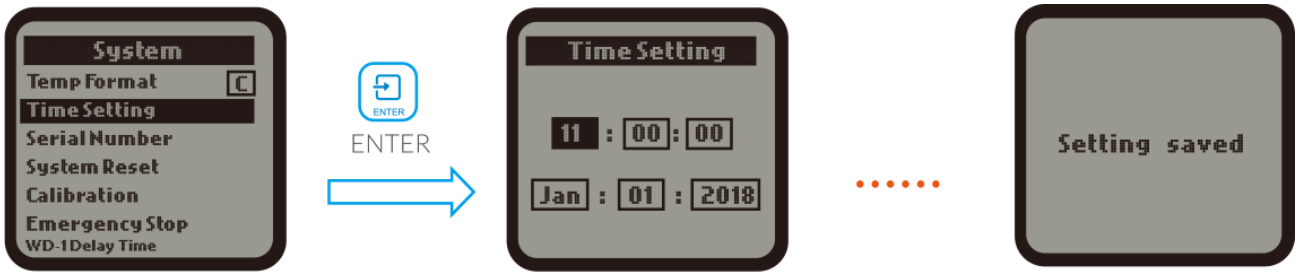 System
Temp Format C
Time Setting
Serial Number
System Reset
Calibration
Emergency Stop
WD-1 Delay Time
ENTER
ENTER
Time Setting
11 : 00 : 00
Jan : 01 : 2018
......
Setting saved